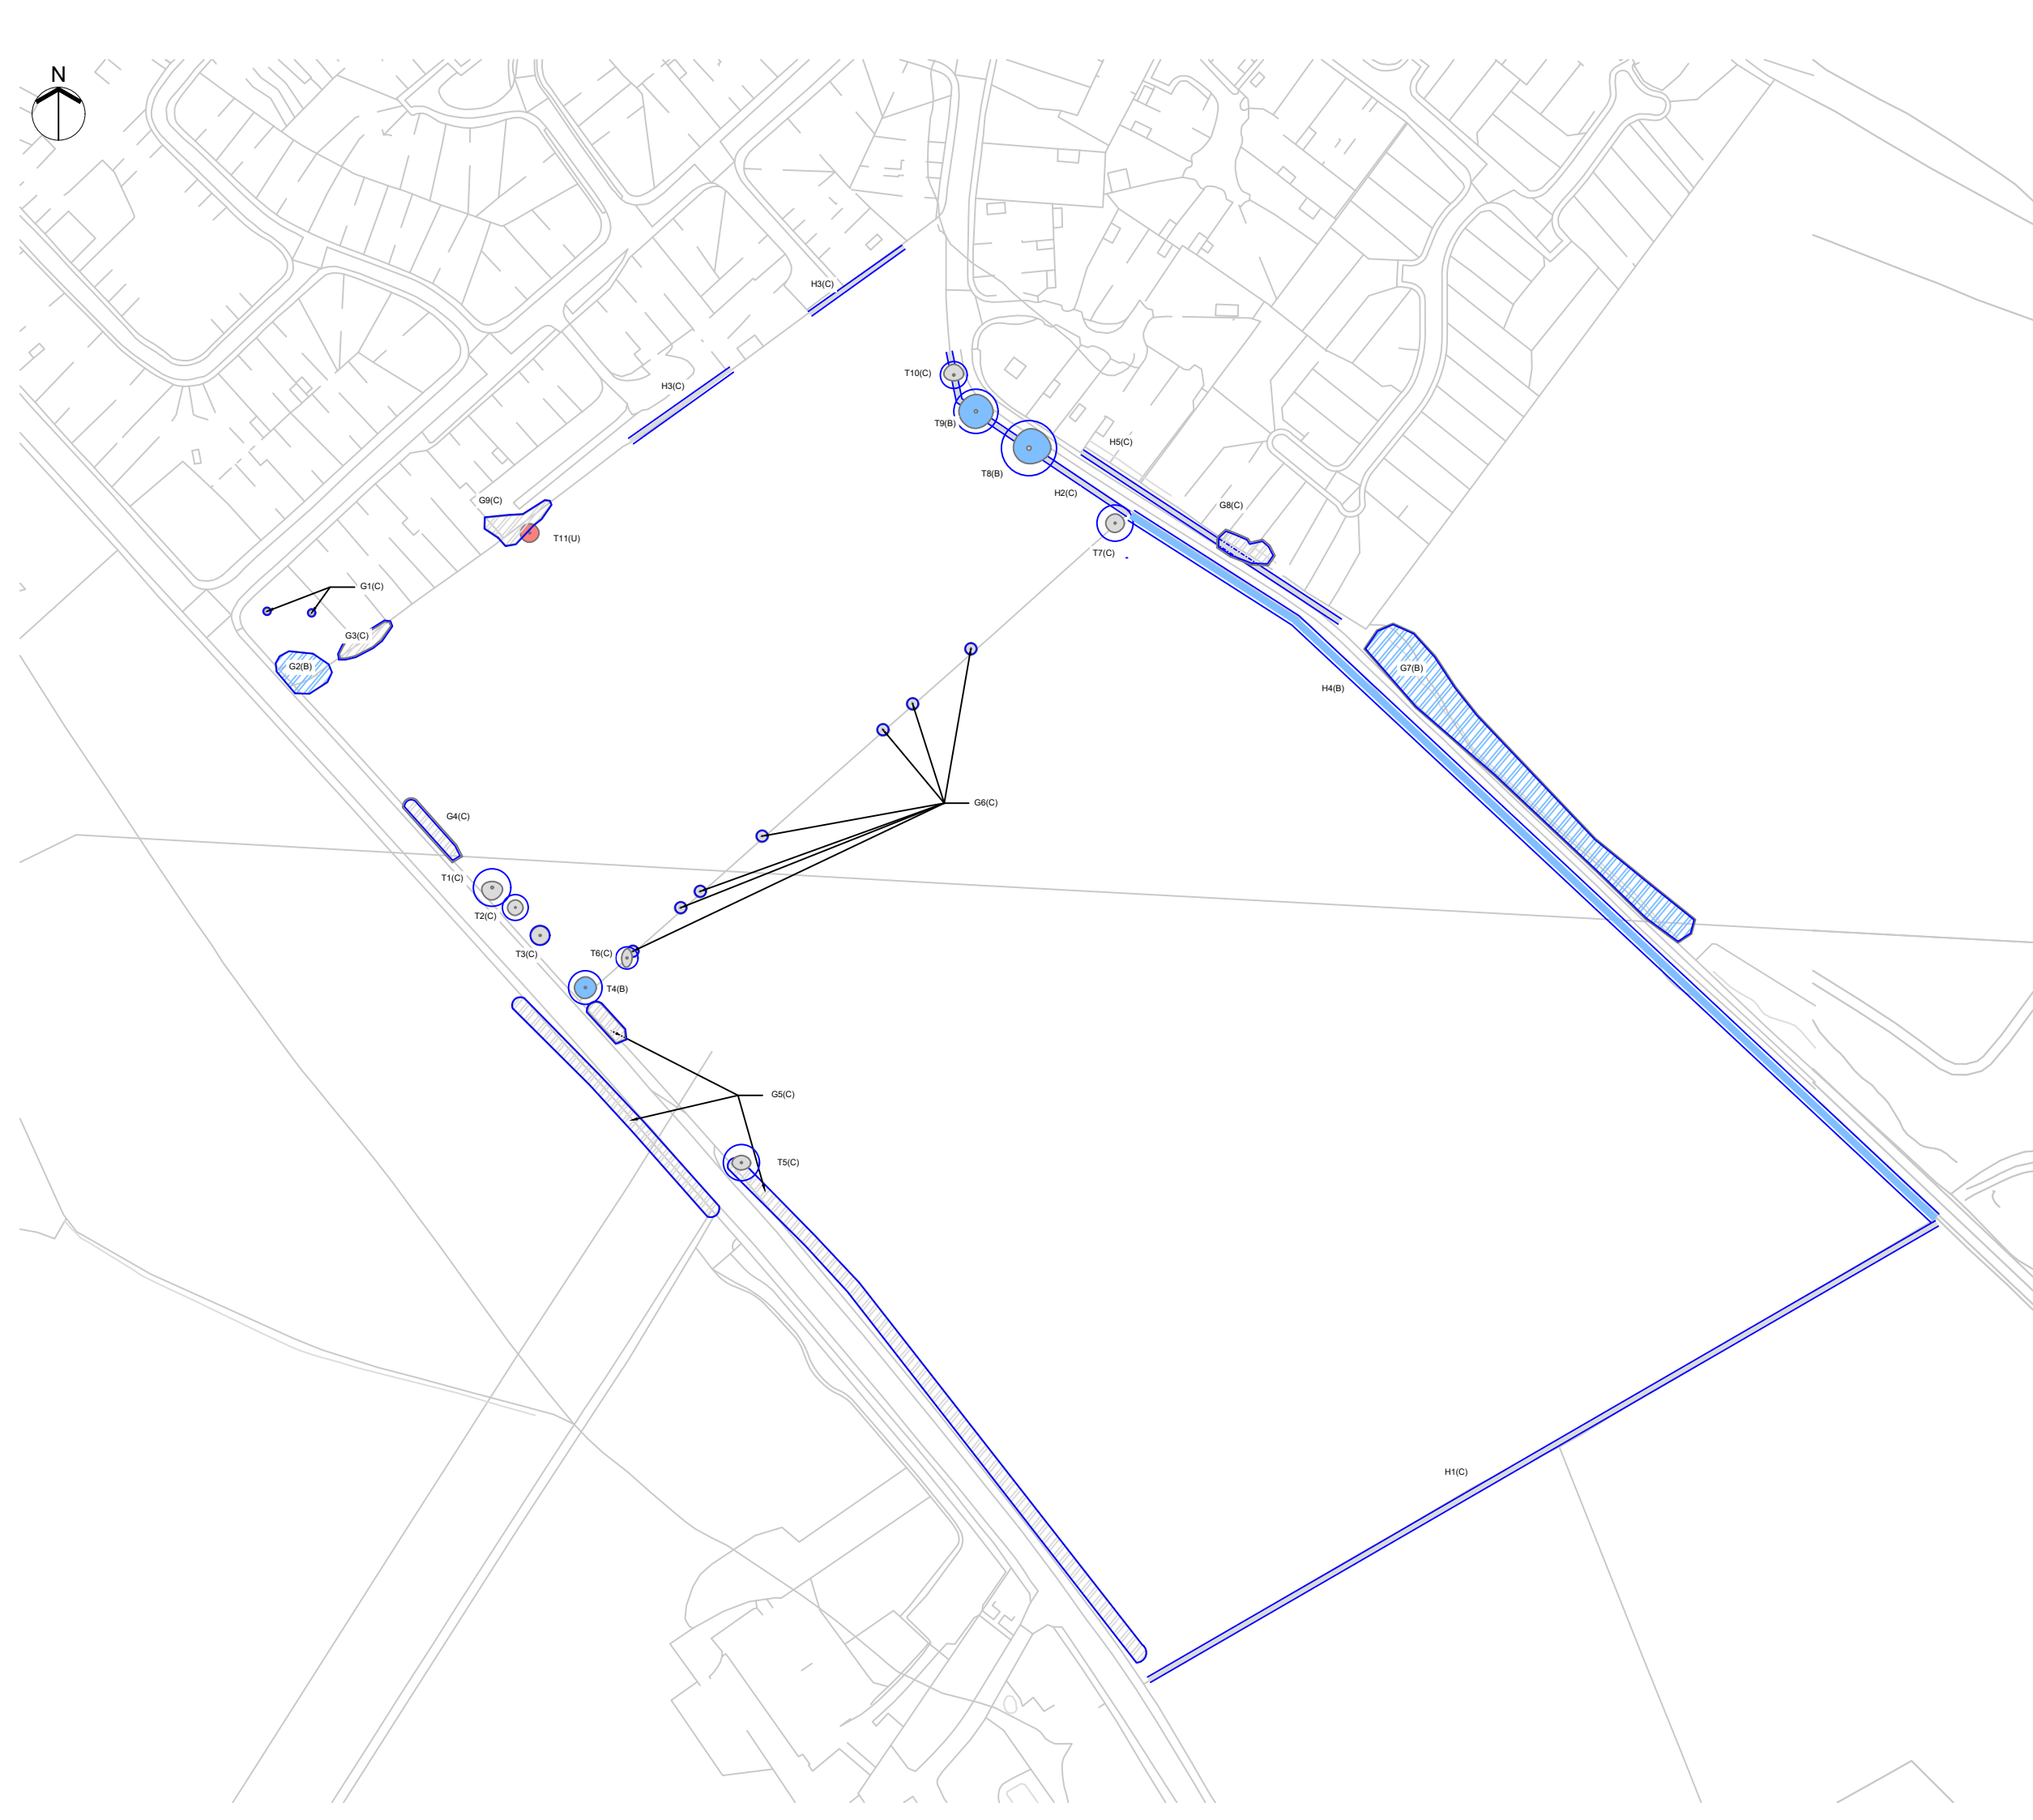 N
H3(C)
H3(C)
T10(C)
T9(B)
T8(B)
H5(C)
H2(C)
G9(C)
G8(C)
T11(U)
T7(C)
G1(C)
G3(C)
G2(B)
G7(B)
H4(B)
G6(C)
G4(C)
T1(C)
T2(C)
T3(C)
T6(C)
T4(B)
G5(C)
T5(C)
H1(C)